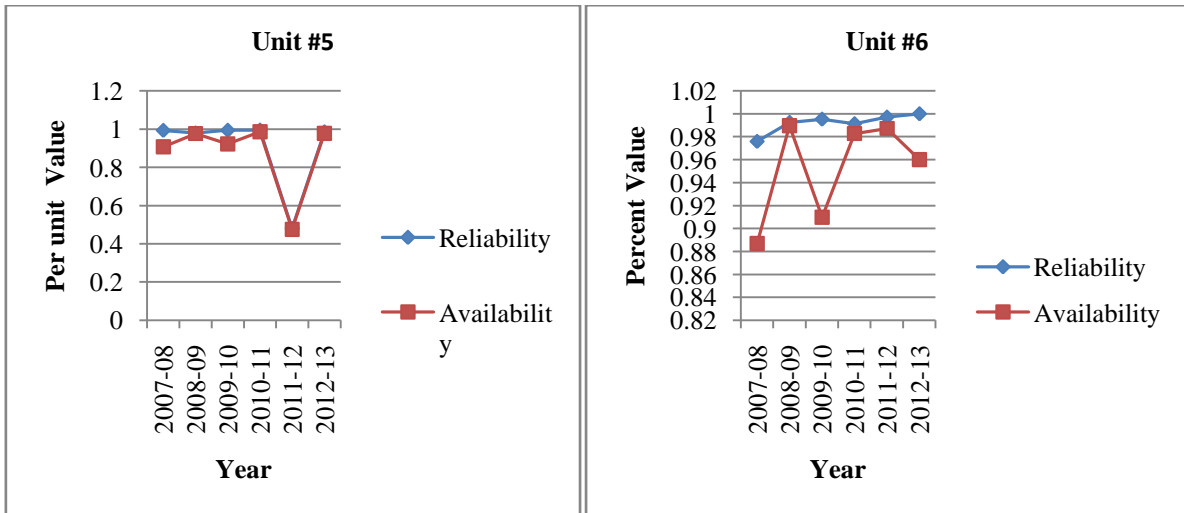 Unit #5
Per unit Value
1.2
1
0.8
0.6
0.4
0.2
0
2007-08
2008-09
2009-10
2010-11
2011-12
2012-13
Year
Reliability
Availabilit
y
Unit #6
Percent Value
1.02
1
0.98
0.96
0.94
0.92
0.9
0.88
0.86
0.84
0.82
2007-08
2008-09
2009-10
2010-11
2011-12
2012-13
Year
Reliability
Availability